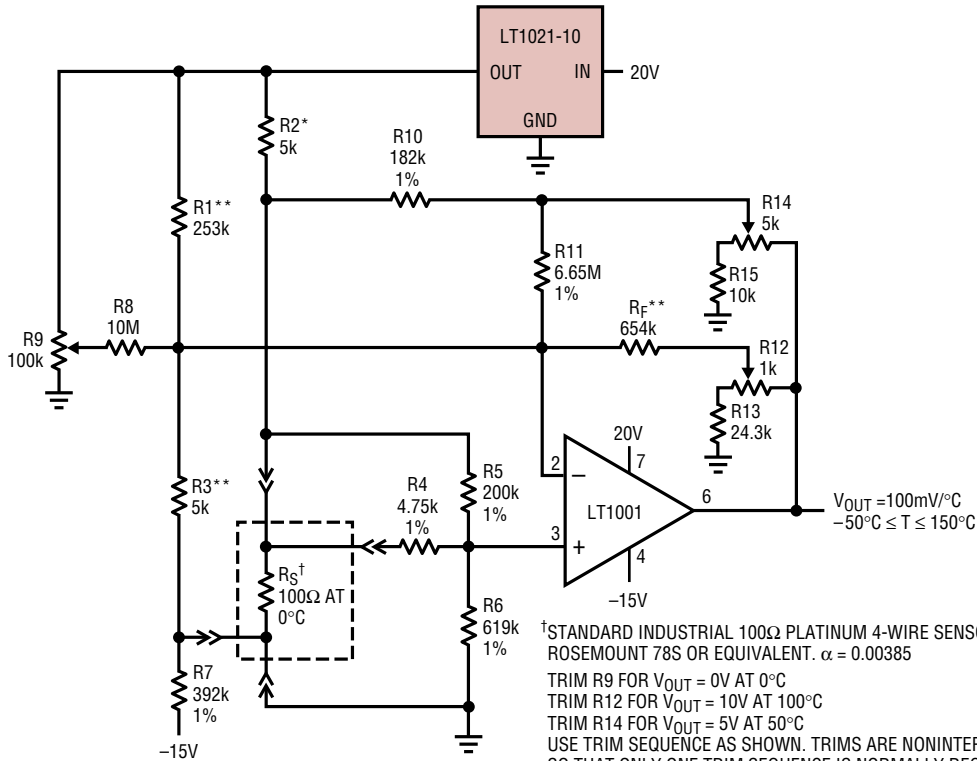 LT1021-10
OUT IN 20V
GND
R2*
5k
R10
182k
1%
R14
5k
R1**
253k
R11
6.65M
1%
R15
10k
R8
10M
RF**
654k
R9
100k
R12
1k
R13
24.3k
20V
7
R3**
5k
R4
4.75k
1%
R5
200k
1%
2
–
LT1001
6
VOUT =100mV/°C
–50°C ≤ T ≤ 150°C
3
+
4
–15V
RS†
100Ω AT
0°C
R6
619k
1%
R7
392k
1%
–15V
†STANDARD INDUSTRIAL 100Ω PLATINUM 4-WIRE
ROSEMOUNT 78S OR EQUIVALENT. α = 0.00385
TRIM R9 FOR VOUT = 0V AT 0°C
TRIM R12 FOR VOUT = 10V AT 100°C
TRIM R14 FOR VOUT = 5V AT 50°C
USE TRIM SEQUENCE AS SHOWN. TRIMS ARE